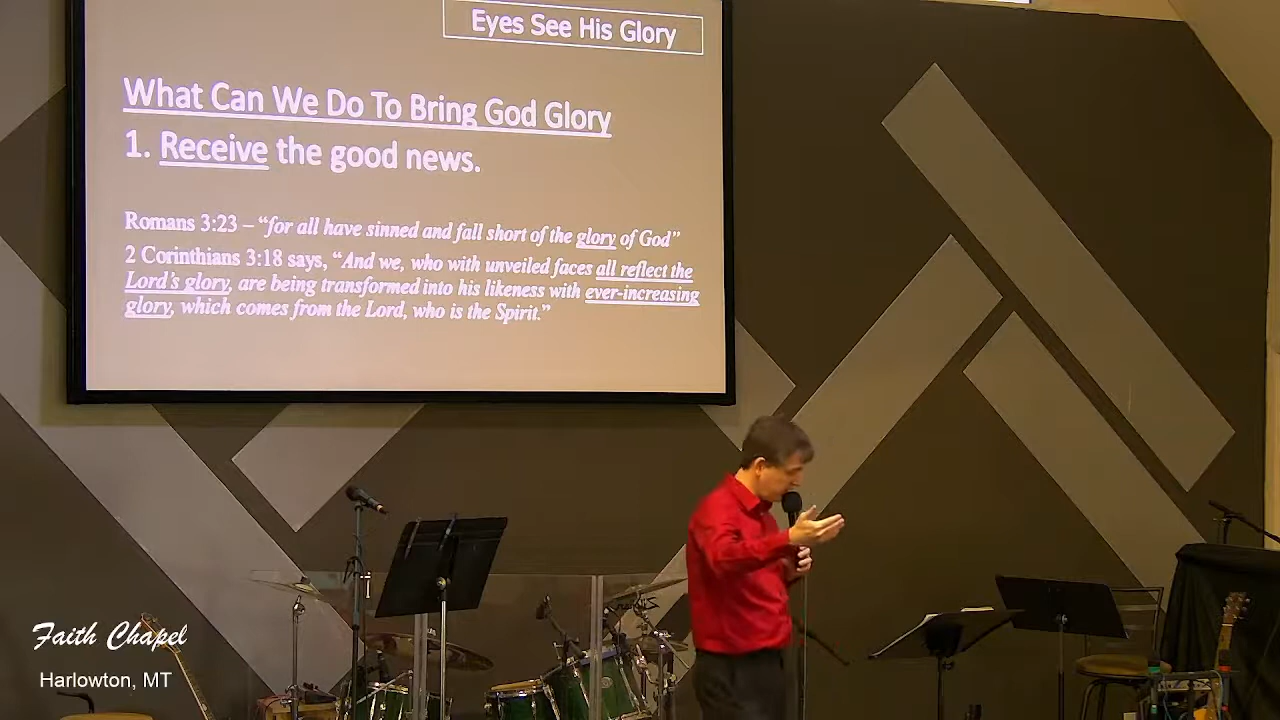 Eyes See His Glory
What Can We Do To Bring God Glory
1. Receive the good news.
Romans 3:23 – “for all have sinned and fall short of the glory of God”
2 Corinthians 3:18 says, “And we, who with unveiled faces all reflect the
Lord’s glory, are being transformed into his likeness with ever-increasing
glory, which comes from the Lord, who is the Spirit.”
Faith Chapel
Harlowton, MT